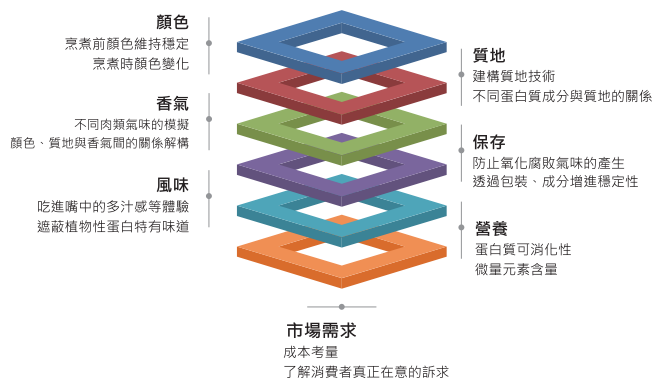 顏色
烹煮前顏色維持穩定
烹煮時顏色變化
質地
建構質地技術
不同蛋白質成分與質地的關係
香氣
不同肉類氣味的模擬
顏色、質地與香氣間的關係解構
保存
防止氧化腐敗氣味的產生
透過包裝、成分增進穩定性
風味
吃進嘴中的多汁感等體驗
遮蔽植物性蛋白特有味道
營養
蛋白質可消化性
微量元素含量
市場需求
成本考量
了解消費者真正在意的訴求